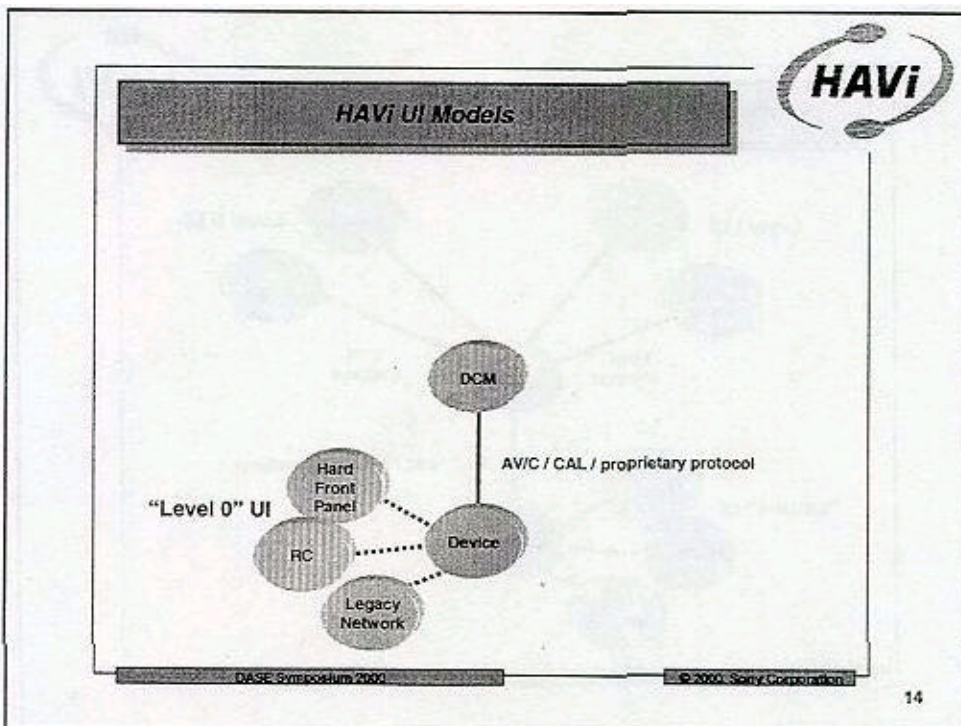 HAVi
HAVi UI Models
DCM
AV/C / CAL / proprietary protocol
Hard
Front
Panel
"Level 0" UI
Device
RC
Legacy
Network
DASE Symposium 2000
© 2000, Sony Corporation
14